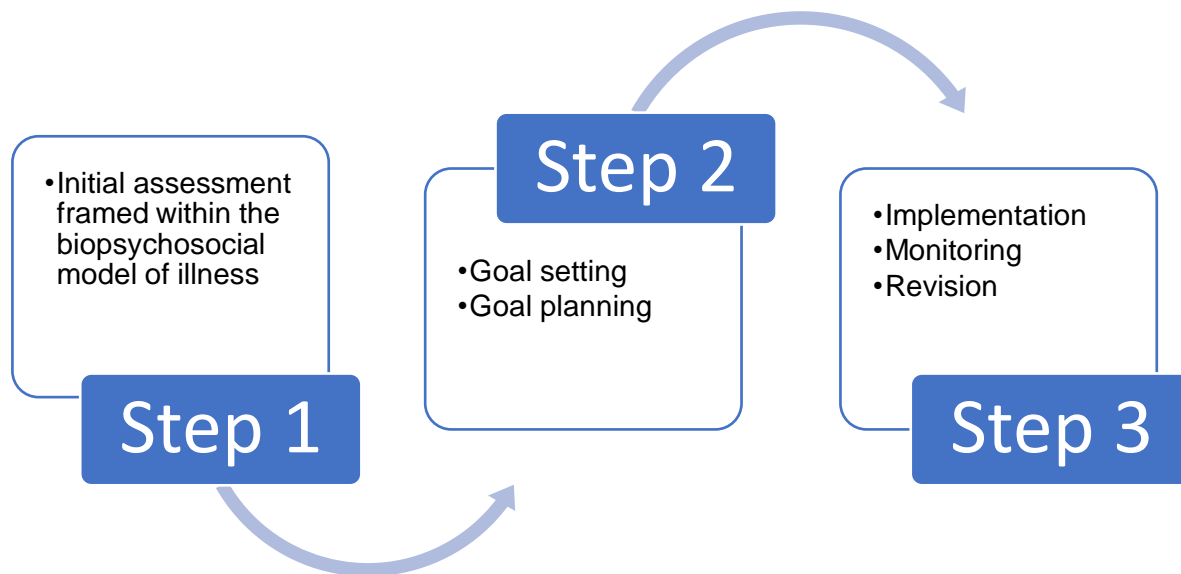 •Initial assessment
framed within the
biopsychosocial
model of illness
Step 1
Step 2
•Goal setting
•Goal planning
•Implementation
•Monitoring
•Revision
Step 3